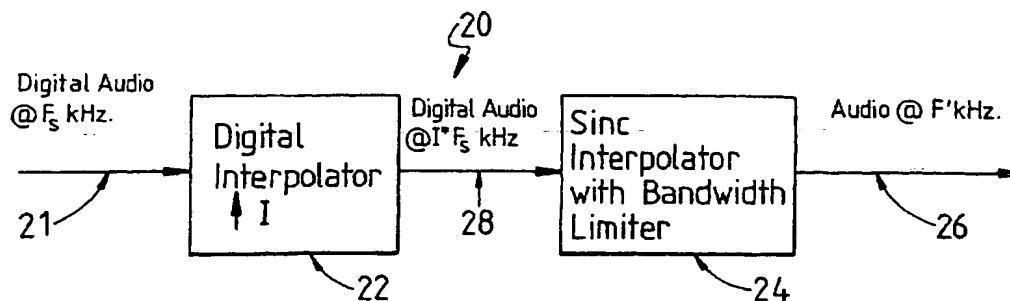 20
Digital Audio
@ Fs kHz.
Digital
Interpolator
I
Digital Audio
@I*Fs kHz
Sinc
Interpolator
with Bandwidth
Limiter
Audio @ F'kHz.
21
22
28
24
26